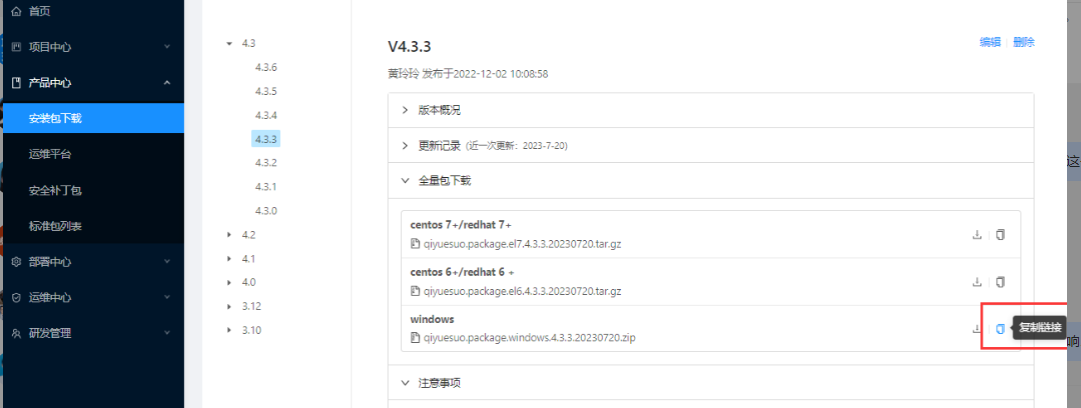 首页
项目中心
产品中心
安装包下载
运维平台
安全补丁包
标准包列表
部署中心
运维中心
研发管理
4.3
4.3.6
4.3.5
4.3.4
4.3.3
4.3.2
4.3.1
4.3.0
4.2
4.1
4.0
3.12
3.10
V4.3.3
编辑 删除
黄玲玲 发布于2022-12-02 10:08:58
版本概况
更新记录（近一次更新：2023-7-20）
全量包下载
centos 7+/redhat 7+
qiyuesuo.package.el7.4.3.3.20230720.tar.gz
centos 6+/redhat 6 +
qiyuesuo.package.el6.4.3.3.20230720.tar.gz
windows
qiyuesuo.package.windows.4.3.3.20230720.zip
复制链接
注意事项
这
响